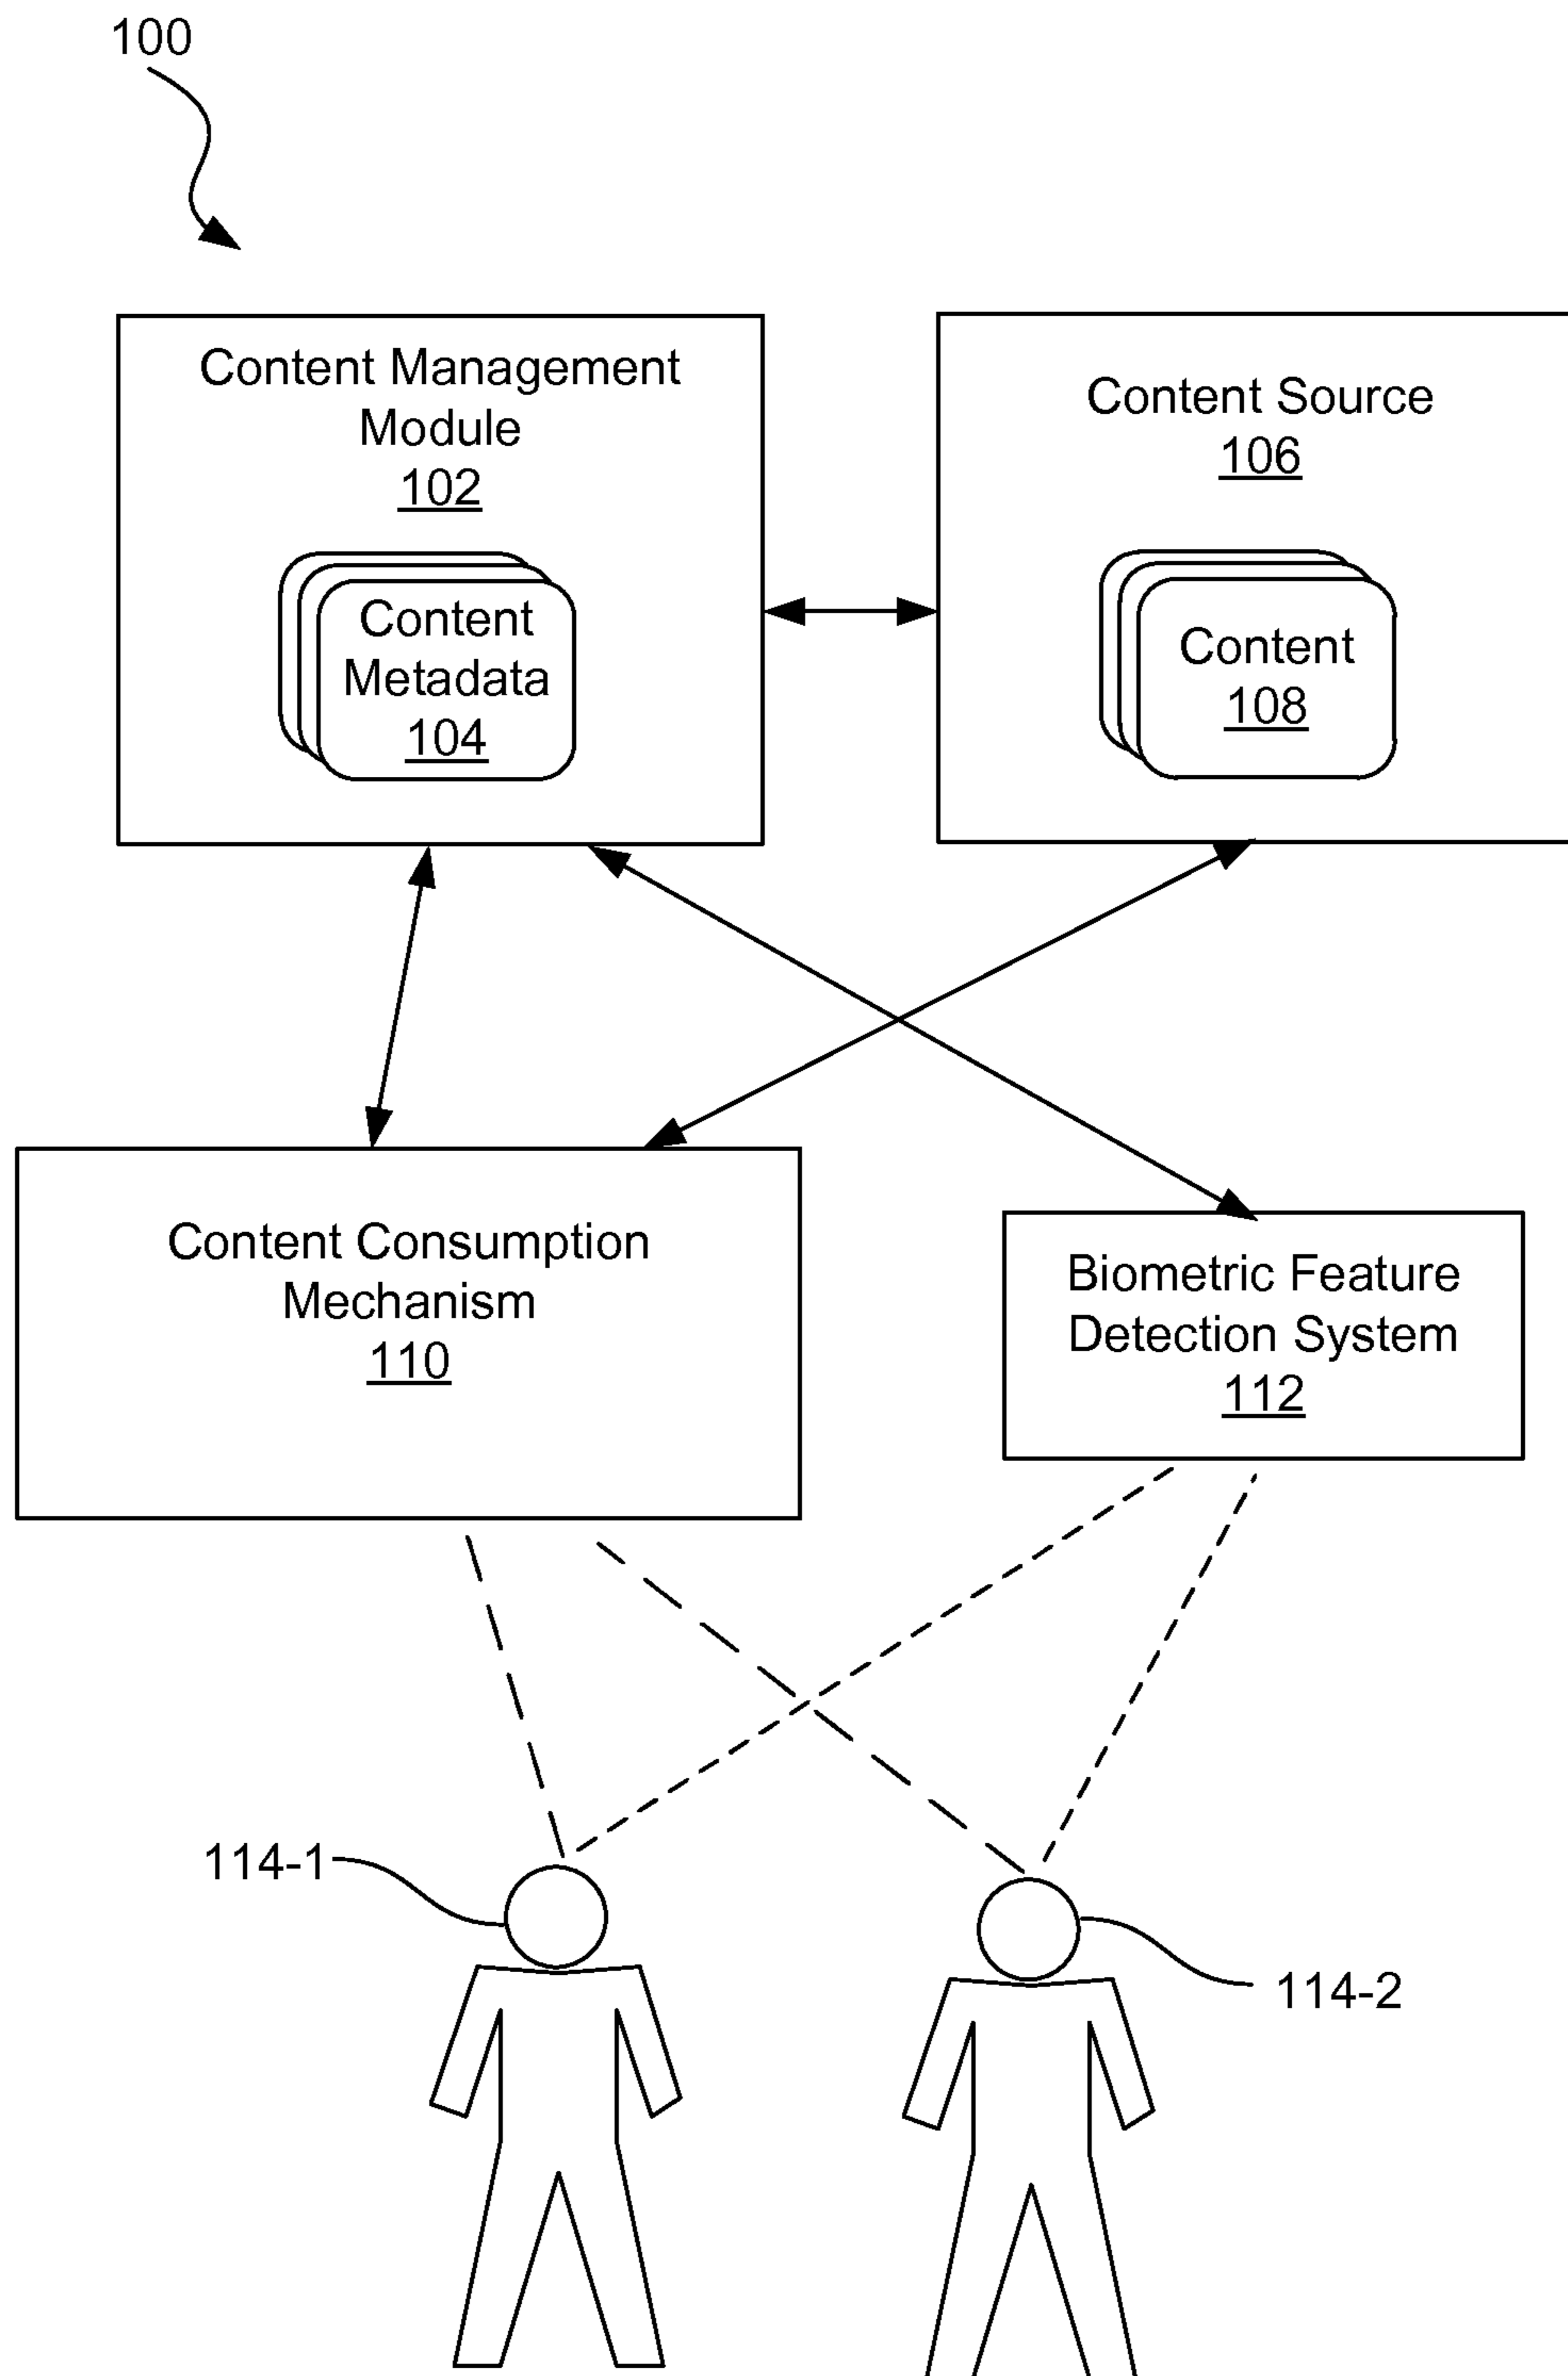 100
Content Management
Module
102
Content
Metadata
104
Content Source
106
Content
108
Content Consumption
Mechanism
110
Biometric Feature
Detection System
112
114-1
114-2